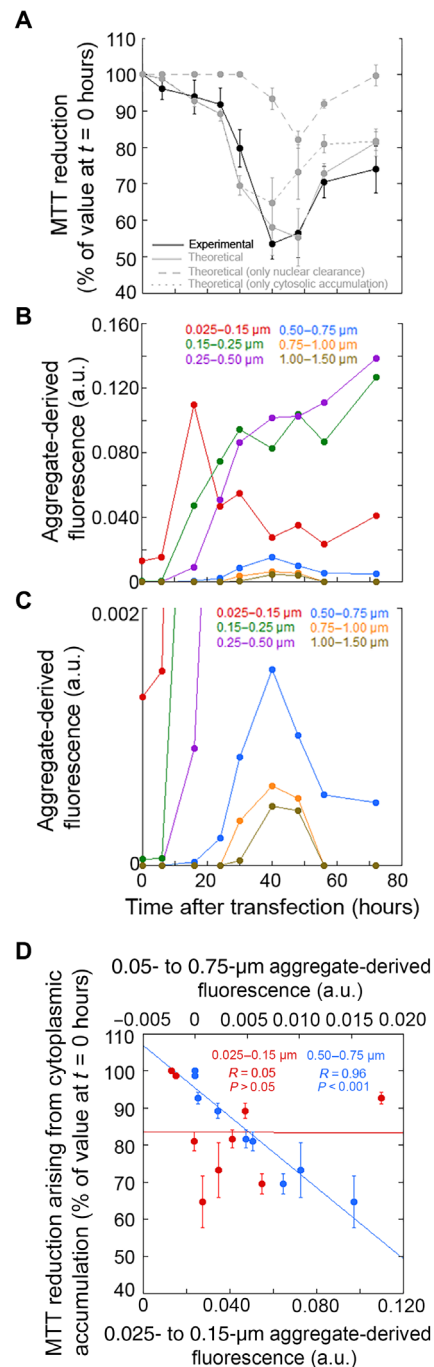 A
110
100
90
80
70
60
50
40
MTT reduction
(% of value at t = 0 hours)
Experimental
Theoretical
Theoretical (only nuclear clearance)
Theoretical (only cytosolic accumulation)
B
0.160
0.120
0.080
0.040
0
Aggregate-derived
fluorescence (a.u.)
0.025–0.15 µm 0.50–0.75 µm
0.15–0.25 µm 0.75–1.00 µm
0.25–0.50 µm 1.00–1.50 µm
C
0.002
0
Aggregate-derived
fluorescence (a.u.)
0.025–0.15 µm 0.50–0.75 µm
0.15–0.25 µm 0.75–1.00 µm
0.25–0.50 µm 1.00–1.50 µm
0 20 40 60 80
Time after transfection (hours)
D
0.05- to 0.75-µm aggregate-derived
fluorescence (a.u.)
-0.005 0 0.005 0.010 0.015 0.020
110
100
90
80
70
60
50
40
MTT reduction arising from cytoplasmic
accumulation (% of value at t = 0 hours)
0.025–0.15 µm 0.50–0.75 µm
R = 0.05 R = 0.96
P > 0.05 P < 0.001
0 0.040 0.080 0.120
0.025- to 0.15-µm aggregate-derived
fluorescence (a.u.)